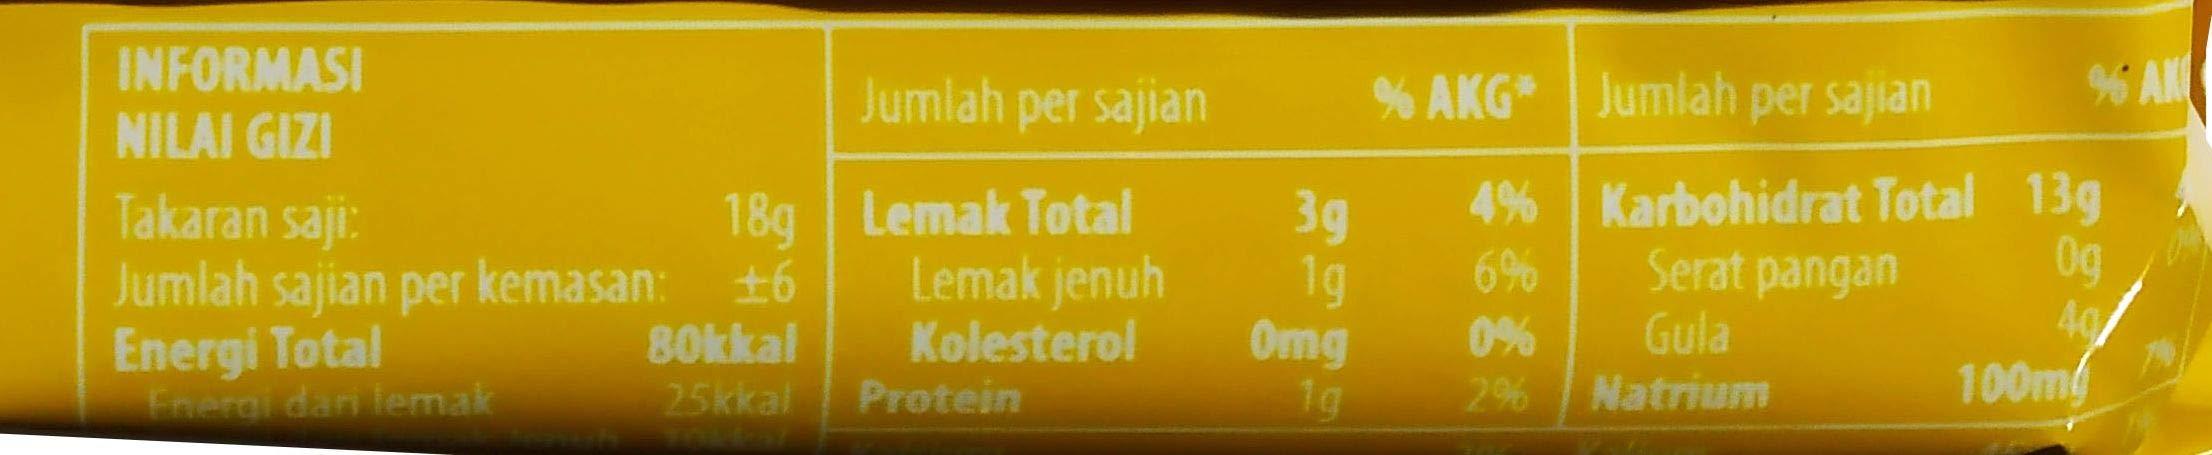 INFORMASI
NILAI GIZI
Takaran saji: 18g
Jumlah sajian per kemasan: ±6
Energi Total 80kkal
Energi dari lemak 25kkal
Jumlah per sajian % AKG*
Lemak Total 3g 4%
Lemak jenuh 1g 6%
Kolesterol 0mg 0%
Protein 1g 2%
Jumlah per sajian %
Karbohidrat Total 13g
Serat pangan 0g
Gula 4g
Natrium 100mg 7%